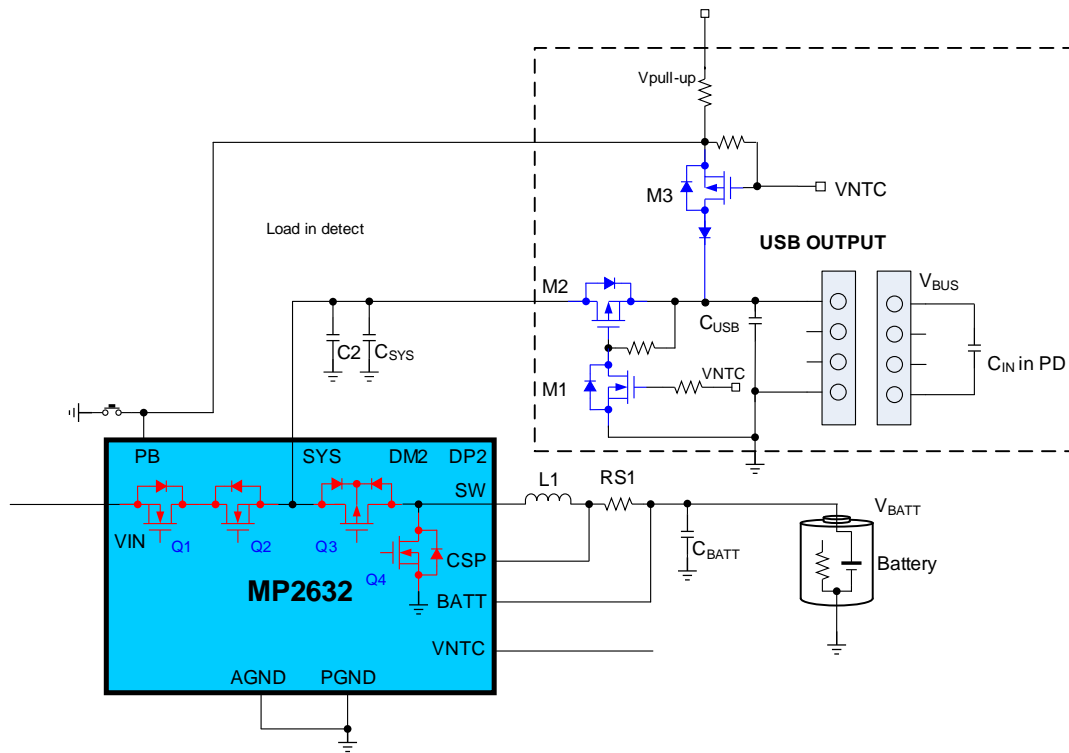 Vpull-up
M3
VNTC
Load in detect
USB OUTPUT
M2
VBUS
CUSB
C2
CSYS
CIN in PD
VNTC
M1
PB
SYS
DM2
DP2
SW
L1
RS1
VIN
Q1
Q2
Q3
VBATT
CBATT
Q4
CSP
Battery
MP2632
BATT
VNTC
AGND
PGND